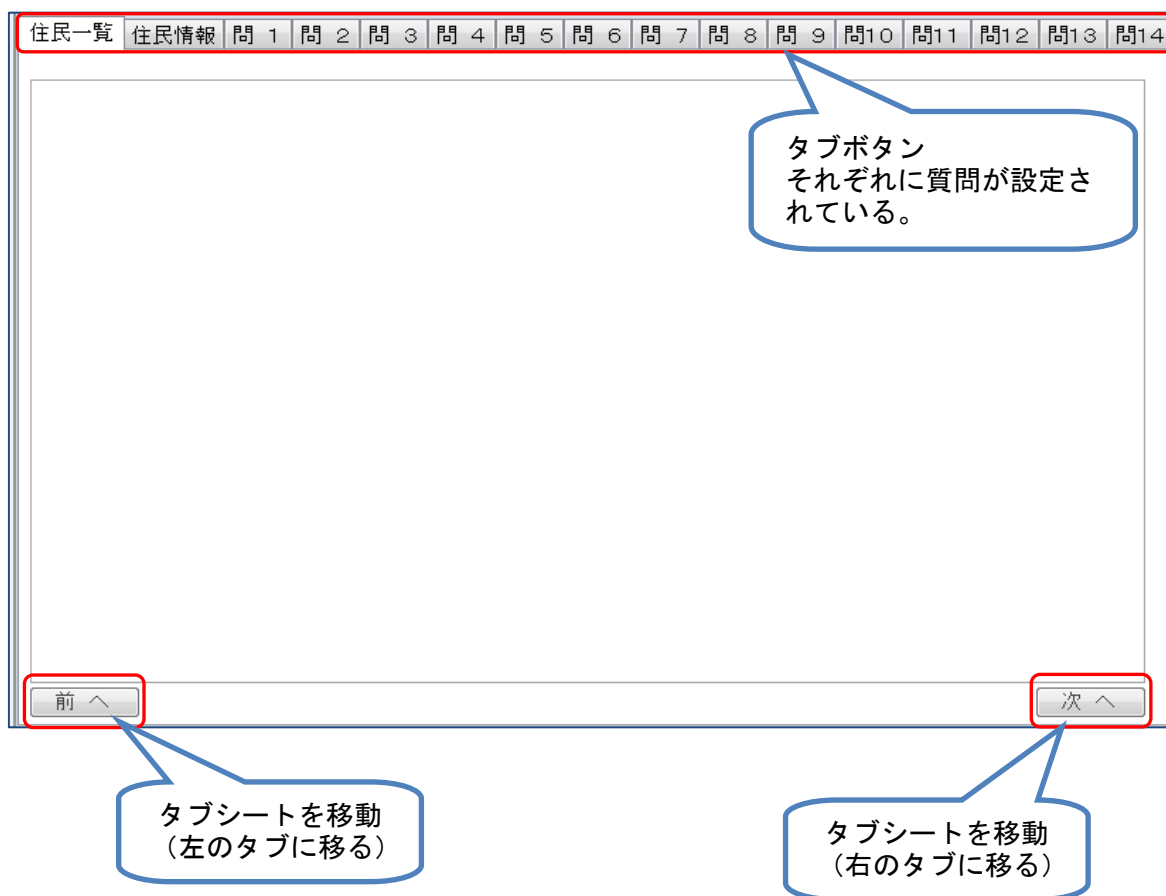 住民一覧 住民情報 問 1 問 2 問 3 問 4 問 5 問 6 問 7 問 8 問 9 問10 問11 問12 問13 問14
タブボタン
それぞれに質問が設定さ
れている。
前 へ
次 へ
タブシートを移動
（左のタブに移る）
タブシートを移動
（右のタブに移る）